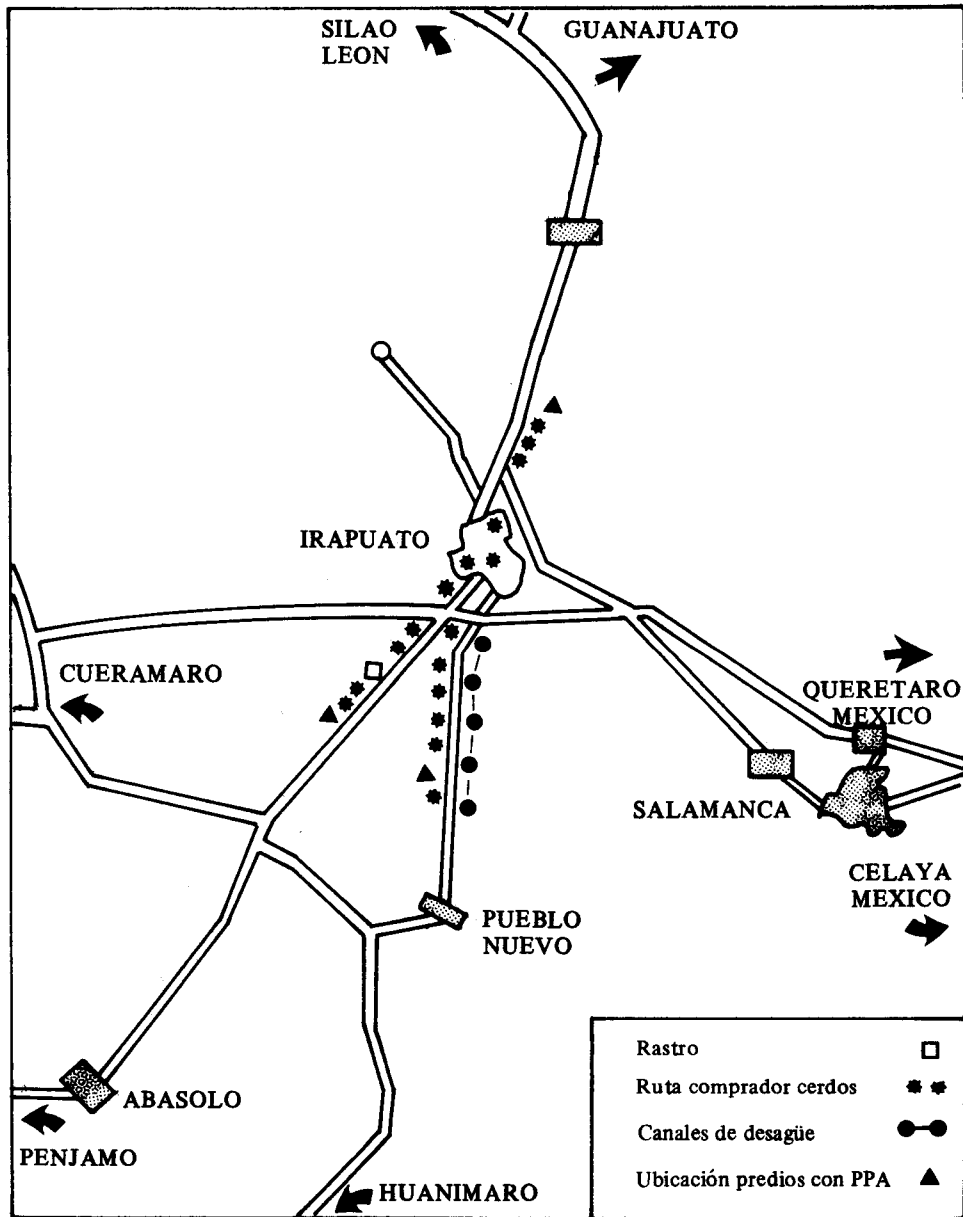 SILAO
LEON
GUANAJUATO
IRAPUATO
CUERAMARO
QUERETARO
MEXICO
SALAMANCA
CELAYA
MEXICO
PUEBLO
NUEVO
ABASOLO
PENJAMO
HUANIMARO
Rastro
Ruta comprador cerdos
Canales de desagüe
Ubicación predios con PPA